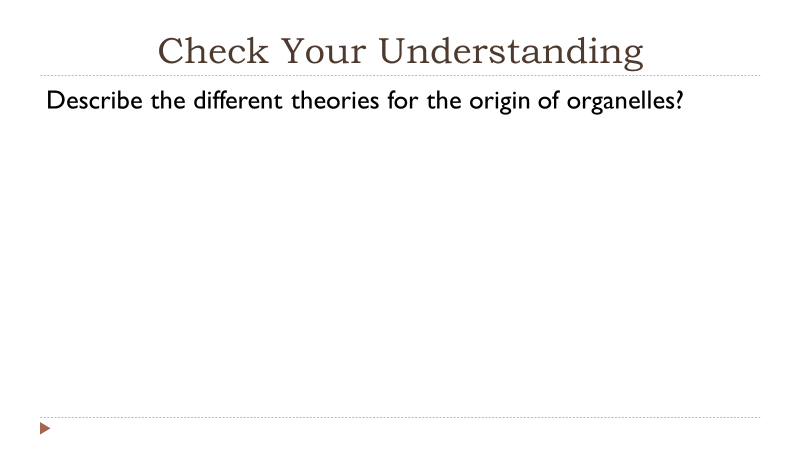 Check Your Understanding
Describe the different theories for the origin of organelles?